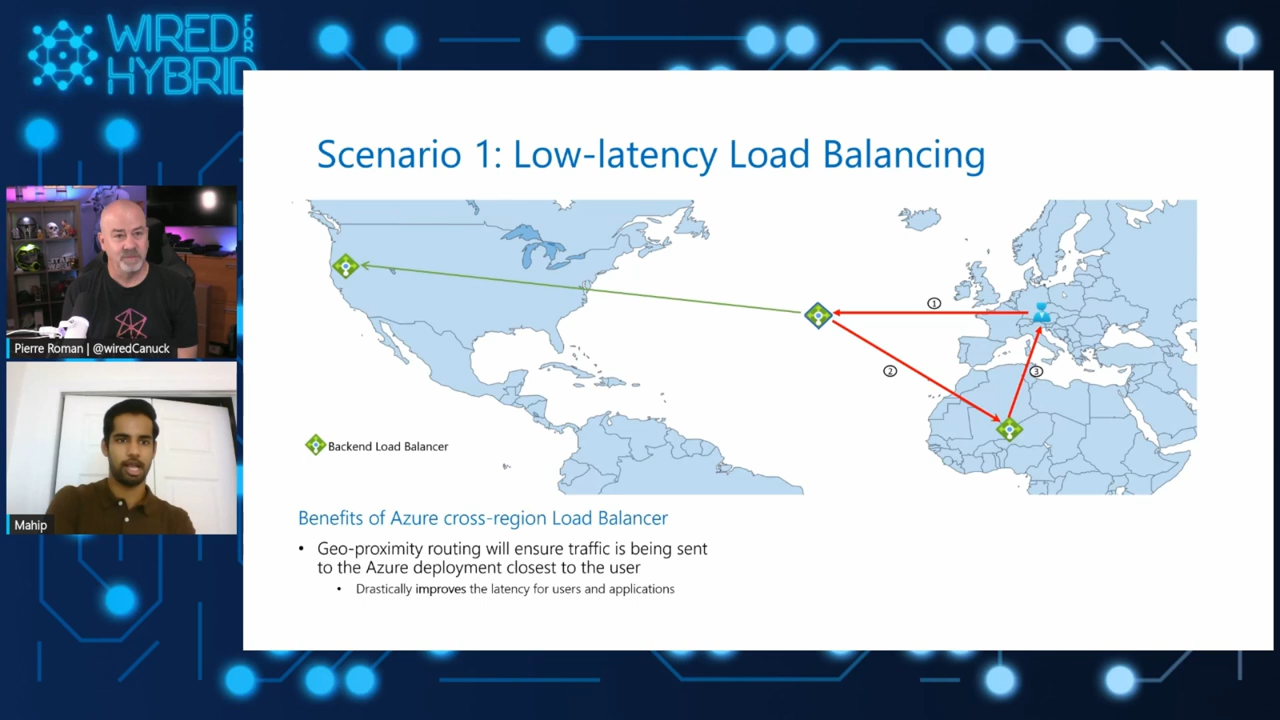 WIRED FOR
HYBRID
Scenario 1: Low-latency Load Balancing
1
2
3
Backend Load Balancer
Benefits of Azure cross-region Load Balancer
• Geo-proximity routing will ensure traffic is being sent
to the Azure deployment closest to the user
• Drastically improves the latency for users and applications
Pierre Roman | @wiredCanuck
Mahip